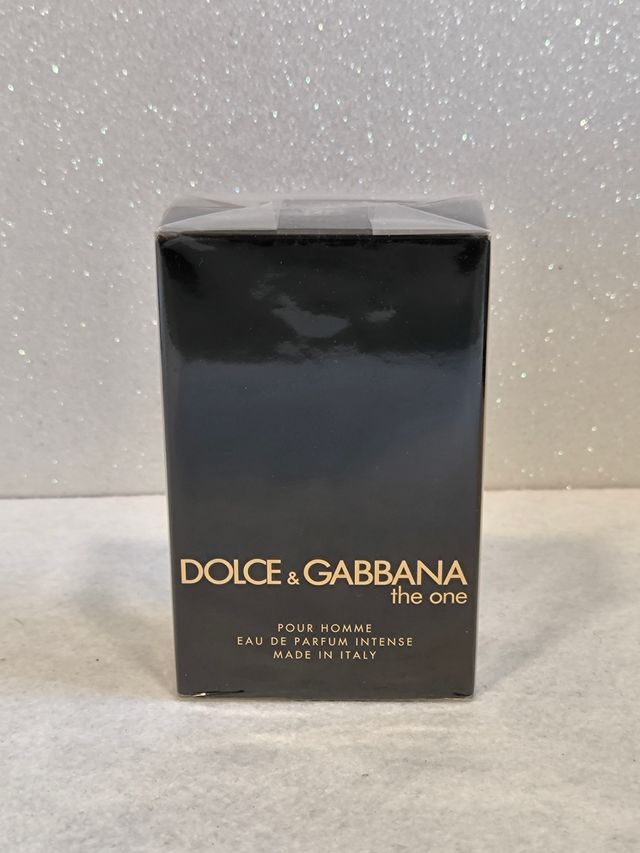 DOLCE & GABBANA
the one
POUR HOMME
EAU DE PARFUM INTENSE
MADE IN ITALY